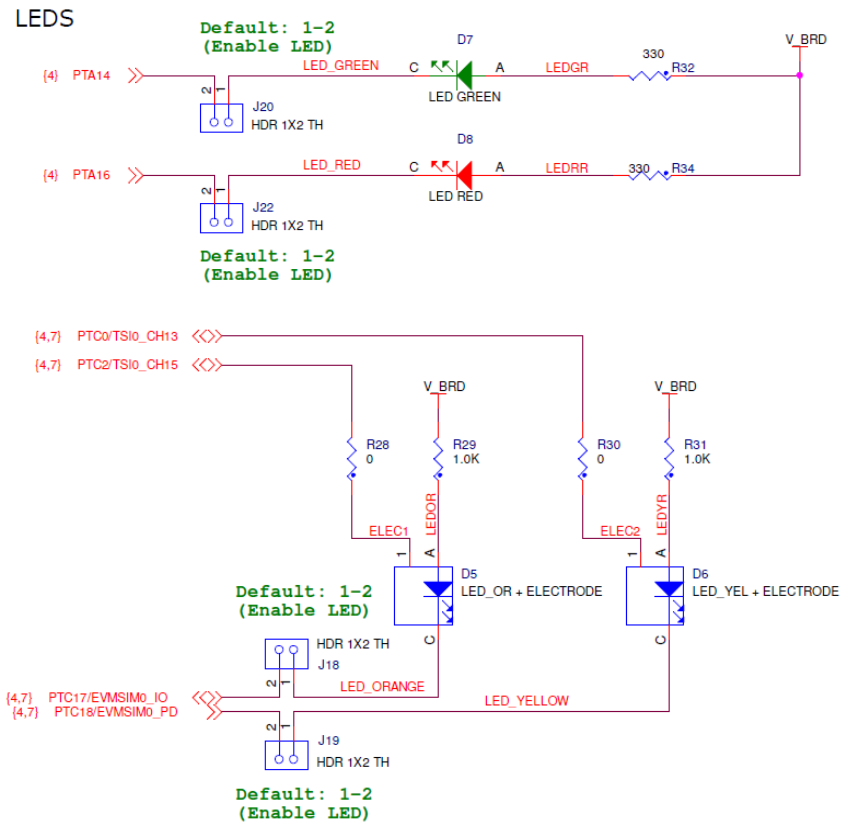 LEDS
Default: 1-2
(Enable LED)
D7
V_BRD
330
{4} PTA14
LED_GREEN
C
A
LEDGR
R32
LED GREEN
2
1
J20
HDR 1X2 TH
D8
{4} PTA16
LED_RED
C
A
LEDRR
330
R34
LED RED
2
1
J22
HDR 1X2 TH
Default: 1-2
(Enable LED)
{4,7} PTC0/TSI0_CH13
{4,7} PTC2/TSI0_CH15
V_BRD
V_BRD
R28
0
R29
1.0K
R30
0
R31
1.0K
LEDOR
LEDYR
ELEC1
ELEC2
1
A
1
A
D5
LED_OR + ELECTRODE
D6
LED_YEL + ELECTRODE
Default: 1-2
(Enable LED)
C
C
HDR 1X2 TH
J18
2
1
LED_ORANGE
{4,7} PTC17/EVMSIM0_IO
LED_YELLOW
{4,7} PTC18/EVMSIM0_PD
2
1
J19
HDR 1X2 TH
Default: 1-2
(Enable LED)